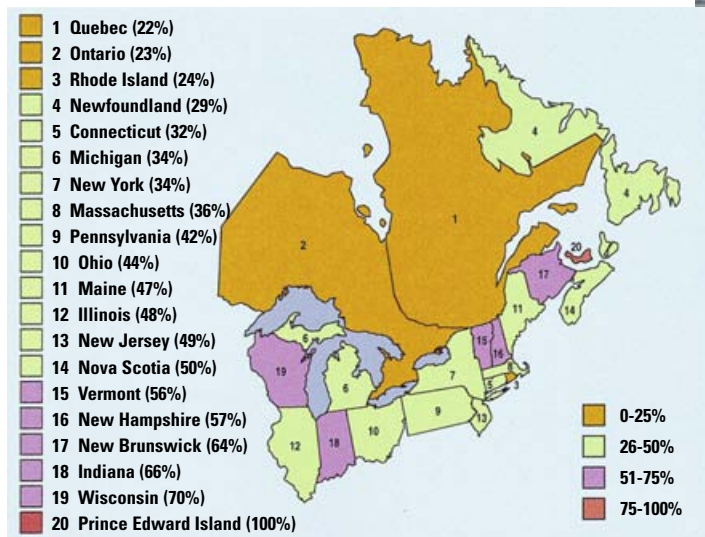 1 Quebec (22%)
2 Ontario (23%)
3 Rhode Island (24%)
4 Newfoundland (29%)
5 Connecticut (32%)
6 Michigan (34%)
7 New York (34%)
8 Massachusetts (36%)
9 Pennsylvania (42%)
10 Ohio (44%)
11 Maine (47%)
12 Illinois (48%)
13 New Jersey (49%)
14 Nova Scotia (50%)
15 Vermont (56%)
16 New Hampshire (57%)
17 New Brunswick (64%)
18 Indiana (66%)
19 Wisconsin (70%)
20 Prince Edward Island (100%)
4
4
1
2
20
17
14
11
6
15
16
19
7
8
5
3
6
9
13
12
18
10
0-25%
26-50%
51-75%
75-100%